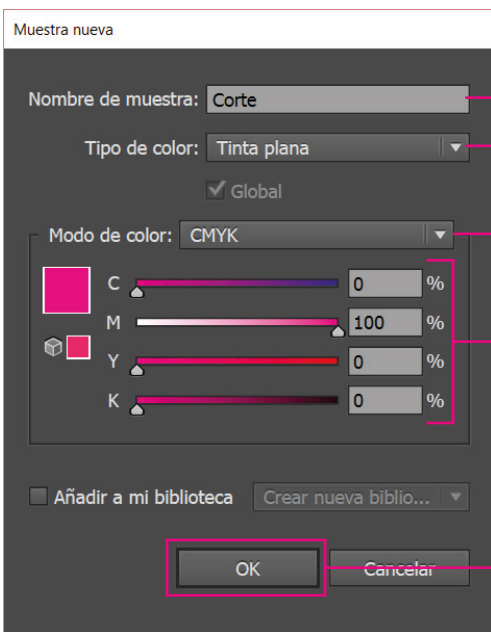 Muestra nueva
Nombre de muestra: Corte
Tipo de color: Tinta plana
Global
Modo de color: CMYK
C 0 %
M 100 %
Y 0 %
K 0 %
Añadir a mi biblioteca Crear nueva biblio...
OK Cancelar